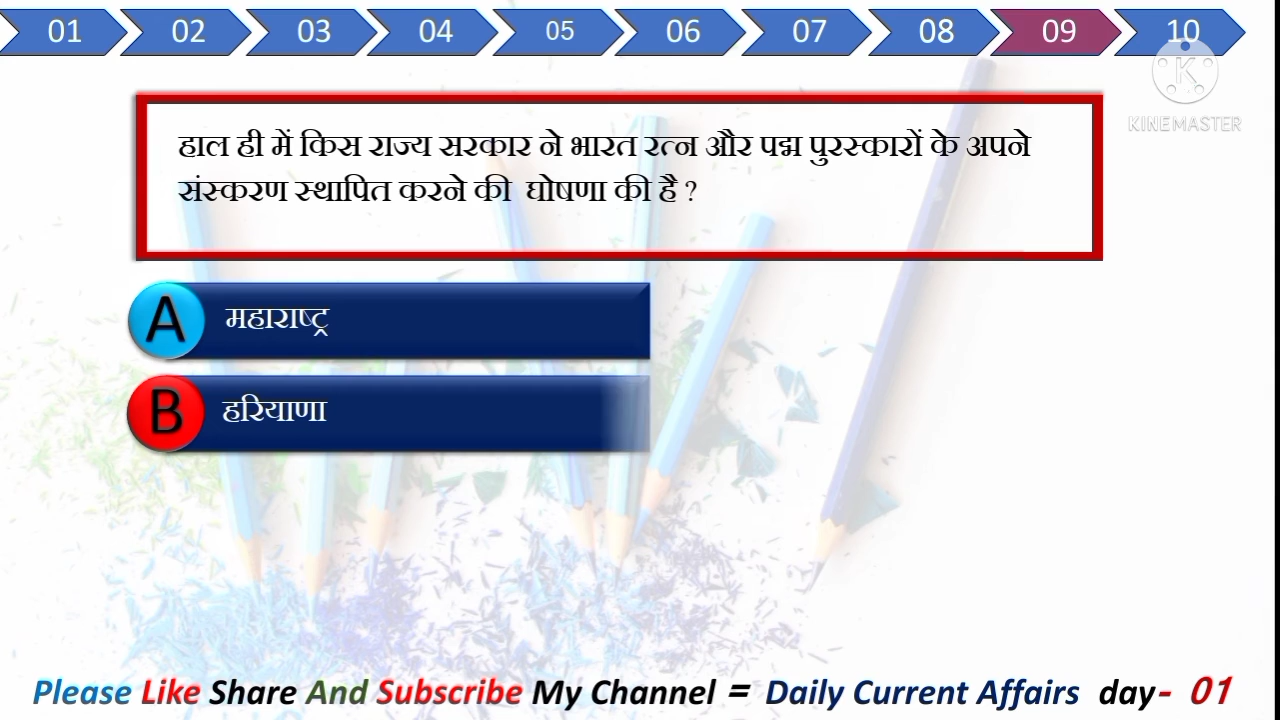 01 02 03 04 05 06 07 08 09 10
KINEMASTER
हाल ही में किस राज्य सरकार ने भारत रत्न और पद्म पुरस्कारों के अपने
संस्करण स्थापित करने की घोषणा की है ?
A महाराष्ट्र
B हरियाणा
Please Like Share And Subscribe My Channel = Daily Current Affairs day- 01